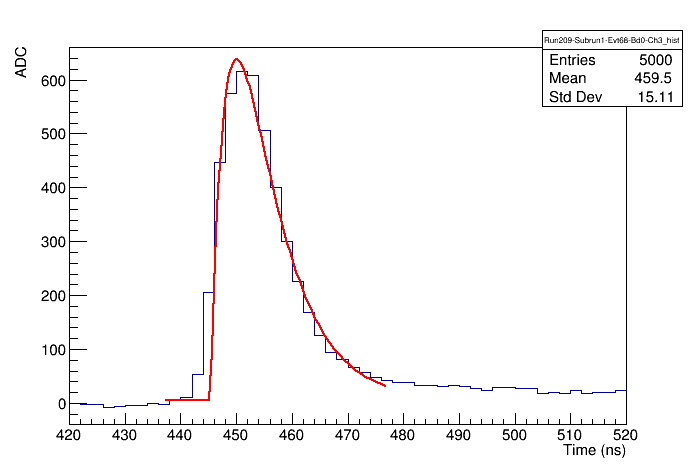 Run209-Subrun1-Evt66-Bd0-Ch3_hist
Entries 5000
Mean 459.5
Std Dev 15.11
ADC
600
500
400
300
200
100
0
420 430 440 450 460 470 480 490 500 510 520
Time (ns)